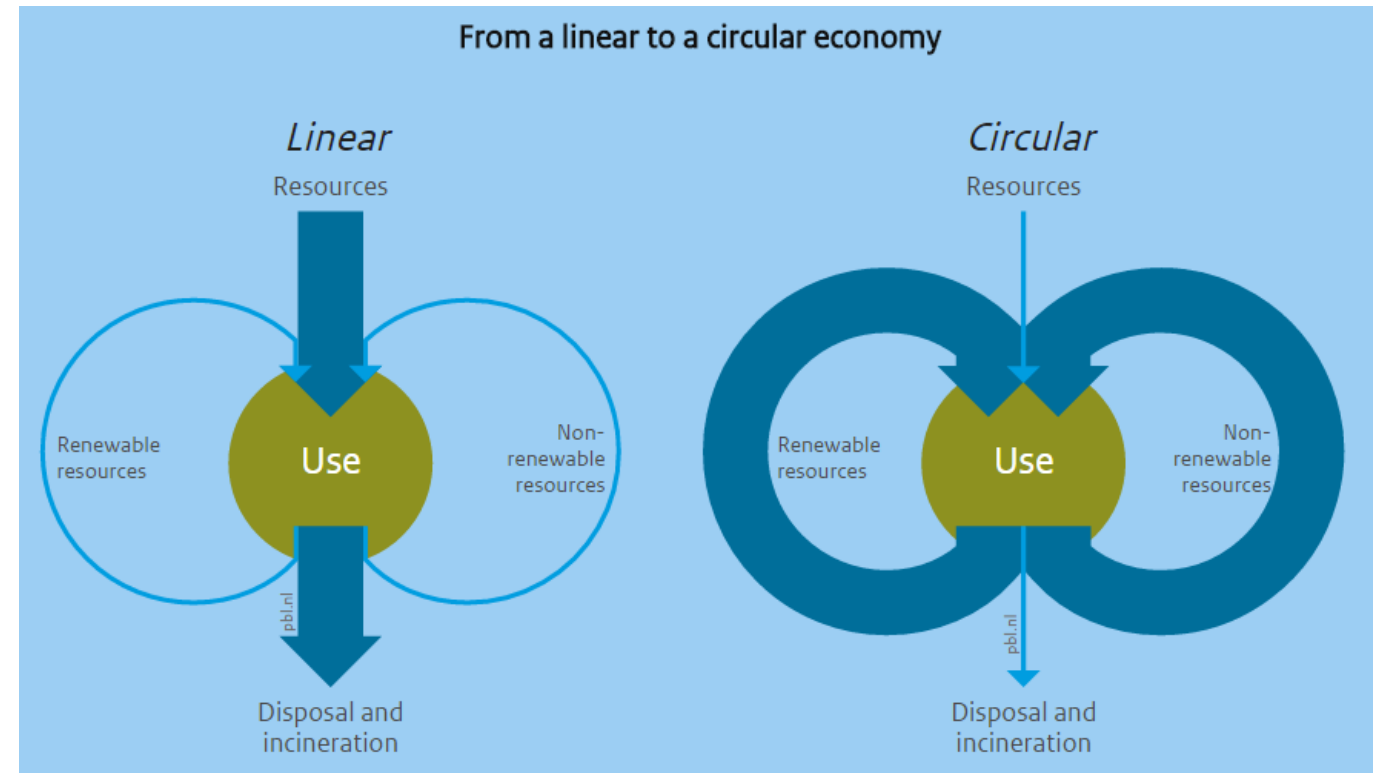 From a linear to a circular economy
Linear
Resources
Renewable
resources
Use
Non-
renewable
resources
pbl.nl
Disposal and
incineration
Circular
Resources
Renewable
resources
Use
Non-
renewable
resources
pbl.nl
Disposal and
incineration